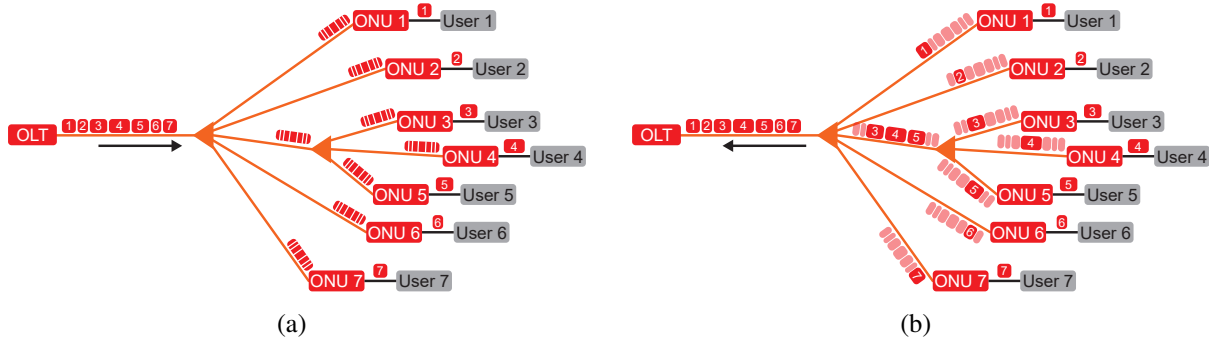 1
ONU 1 User 1
2
ONU 2 User 2
3
ONU 3 User 3
OLT 1 2 3 4 5 6 7
4
ONU 4 User 4
5
ONU 5 User 5
6
ONU 6 User 6
7
ONU 7 User 7
(a)
1
1 ONU 1 User 1
2
2 ONU 2 User 2
3
3 ONU 3 User 3
OLT 1 2 3 4 5 6 7
3 4 5
4 4
ONU 4 User 4
5
5 ONU 5 User 5
6
6 ONU 6 User 6
7
7 ONU 7 User 7
(b)